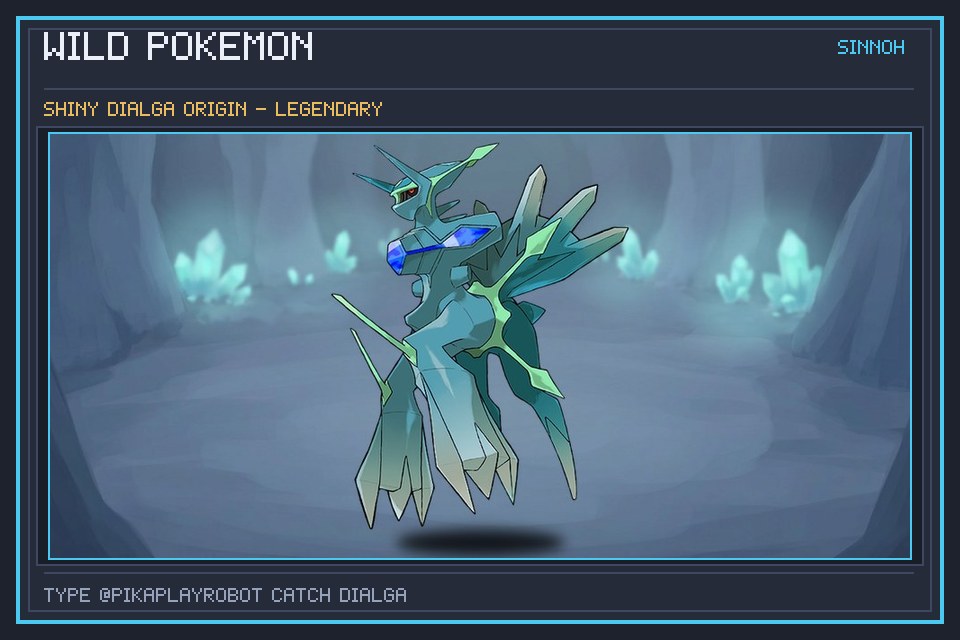 WILD POKEMON
SINNOH
SHINY DIALGA ORIGIN - LEGENDARY
TYPE @PIKAPLAYROBOT CATCH DIALGA